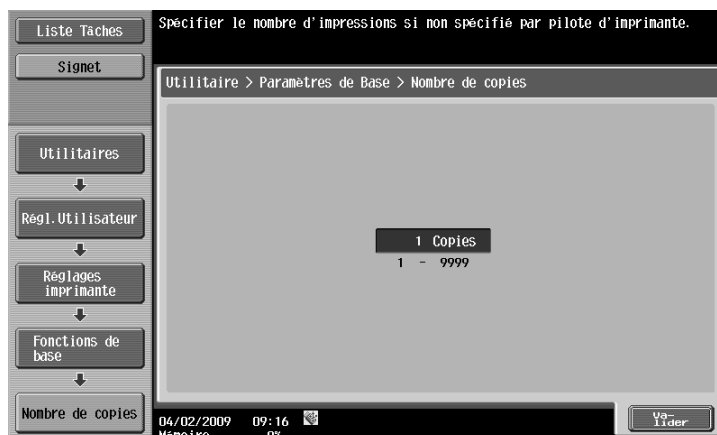 Liste Tâches
Spécifier le nombre d'impressions si non spécifié par pilote d'imprimante.
Signet
Utilitaire > Paramètres de Base > Nombre de copies
Utilitaires
Régl.Utilisateur
Réglages
imprimante
Fonctions de
base
Nombre de copies
1 Copies
1 - 9999
04/02/2009 09:16
Mémoire 0%
Va-
lider